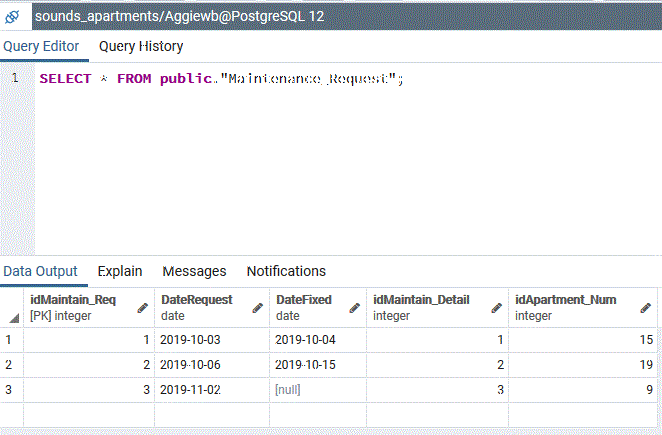 sounds_apartments/Aggiewb@PostgreSQL 12
Query Editor Query History
1 SELECT * FROM public."Maintenance_Request";
Data Output Explain Messages Notifications
idMaintain_Req DateRequest DateFixed idMaintain_Detail idApartment_Num
[PK] integer date date integer integer
1 1 2019-10-03 2019-10-04 1 15
2 2 2019-10-06 2019-10-15 2 19
3 3 2019-11-02 [null] 3 9